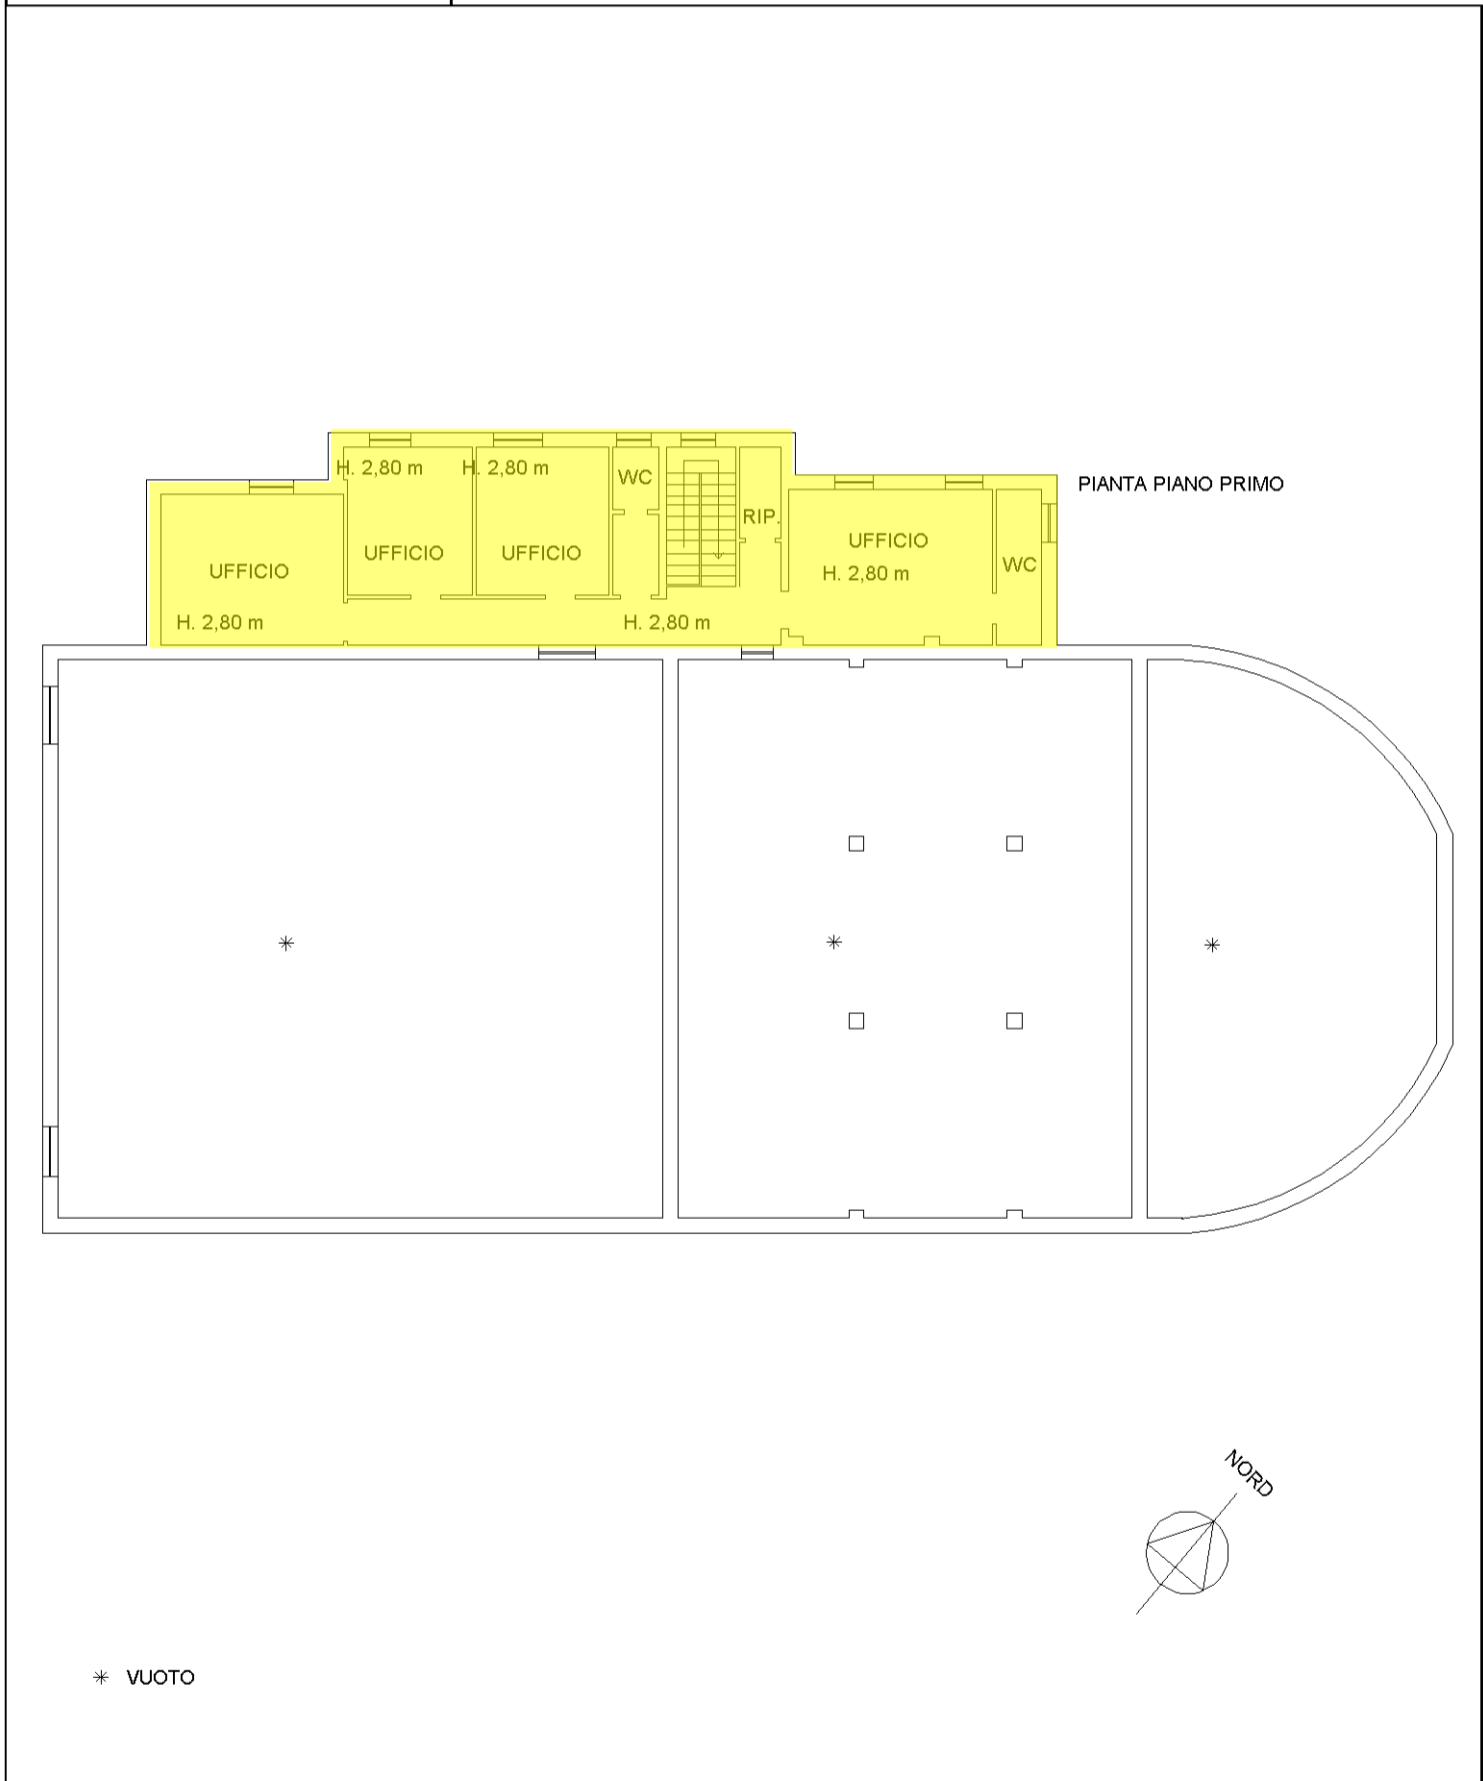 H. 2,80 m
H. 2,80 m
WC
PIANTA PIANO PRIMO
RIP.
UFFICIO
UFFICIO
UFFICIO
WC
UFFICIO
H. 2,80 m
H. 2,80 m
H. 2,80 m
NORD
* VUOTO